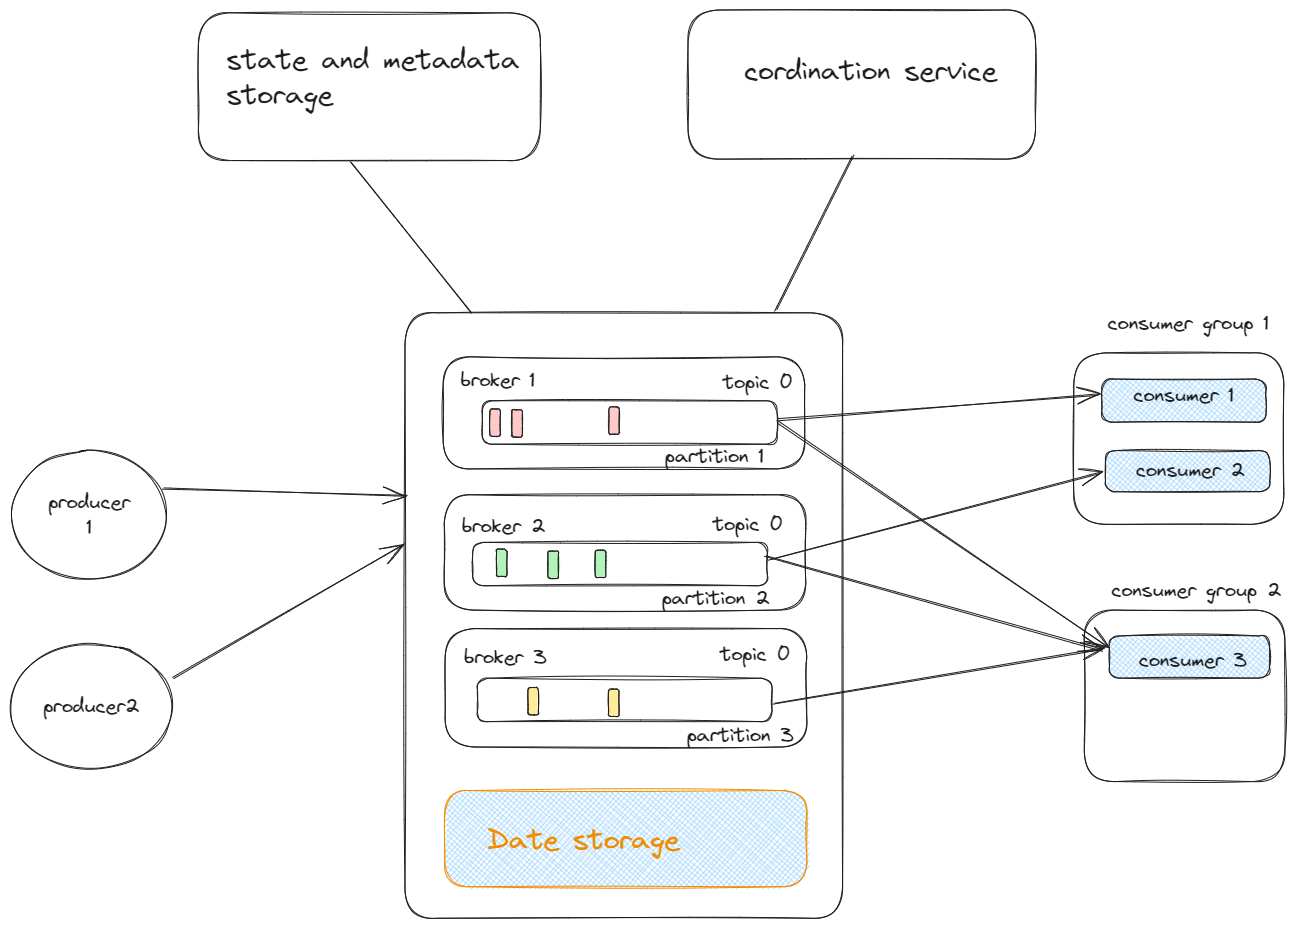 state and metadata
storage
cordination service
consumer group 1
broker 1
topic 0
partition 1
consumer 1
consumer 2
producer
1
broker 2
topic 0
partition 2
consumer group 2
broker 3
topic 0
partition 3
consumer 3
producer2
Date storage